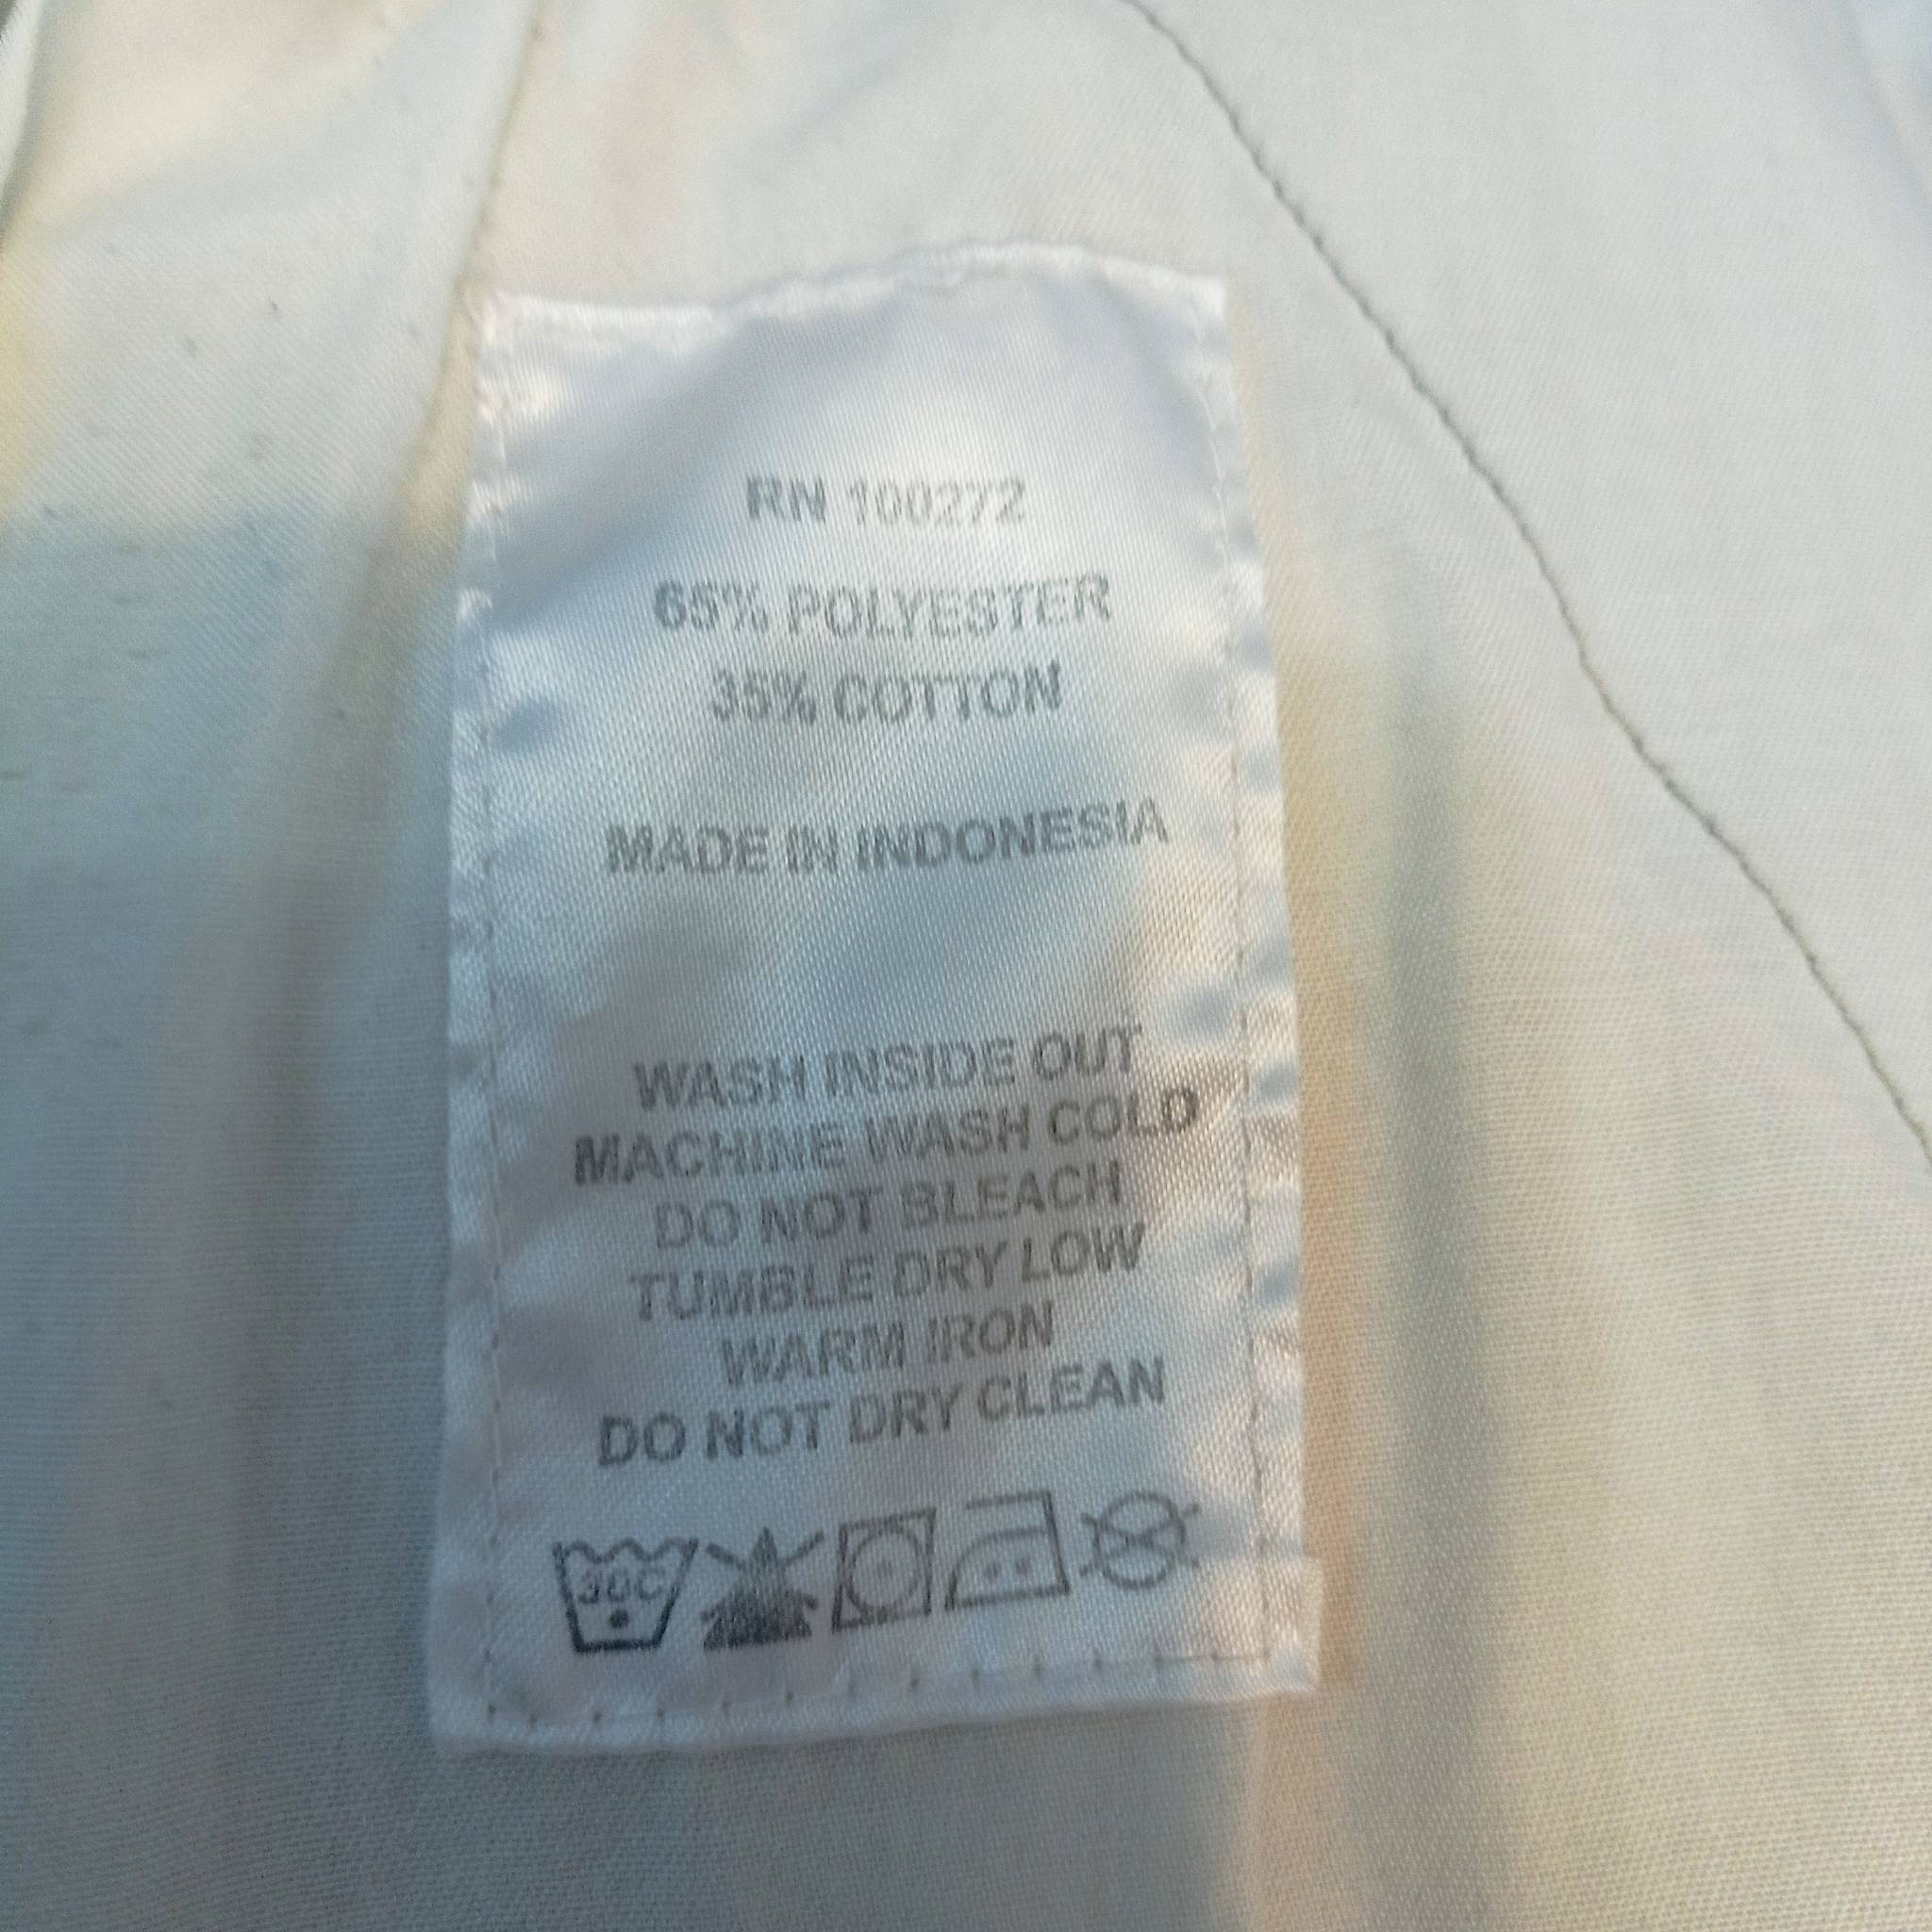 RN 100272
65% POLYESTER
35% COTTON
MADE IN INDONESIA
WASH INSIDE OUT
MACHINE WASH COLD
DO NOT BLEACH
TUMBLE DRY LOW
WARM IRON
DO NOT DRY CLEAN
30C